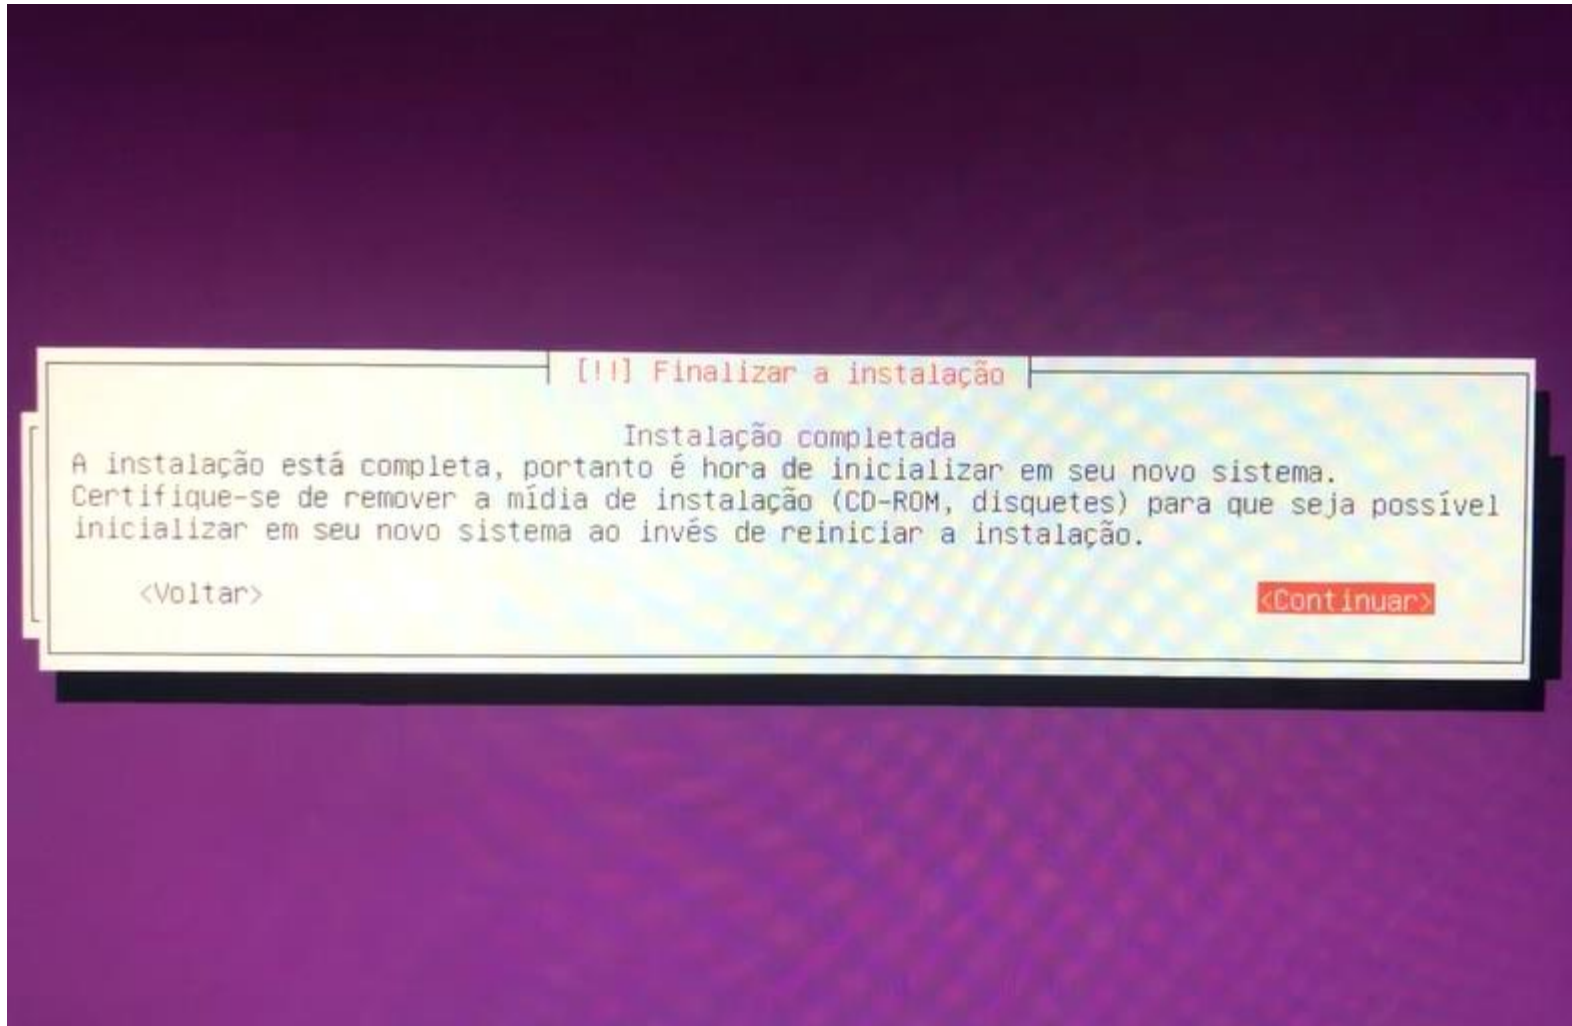 [!!] Finalizar a instalação
Instalação completada
A instalação está completa, portanto é hora de inicializar em seu novo sistema.
Certifique-se de remover a mídia de instalação (CD-ROM, disquetes) para que seja possível
inicializar em seu novo sistema ao invés de reiniciar a instalação.
<Voltar> <Continuar>